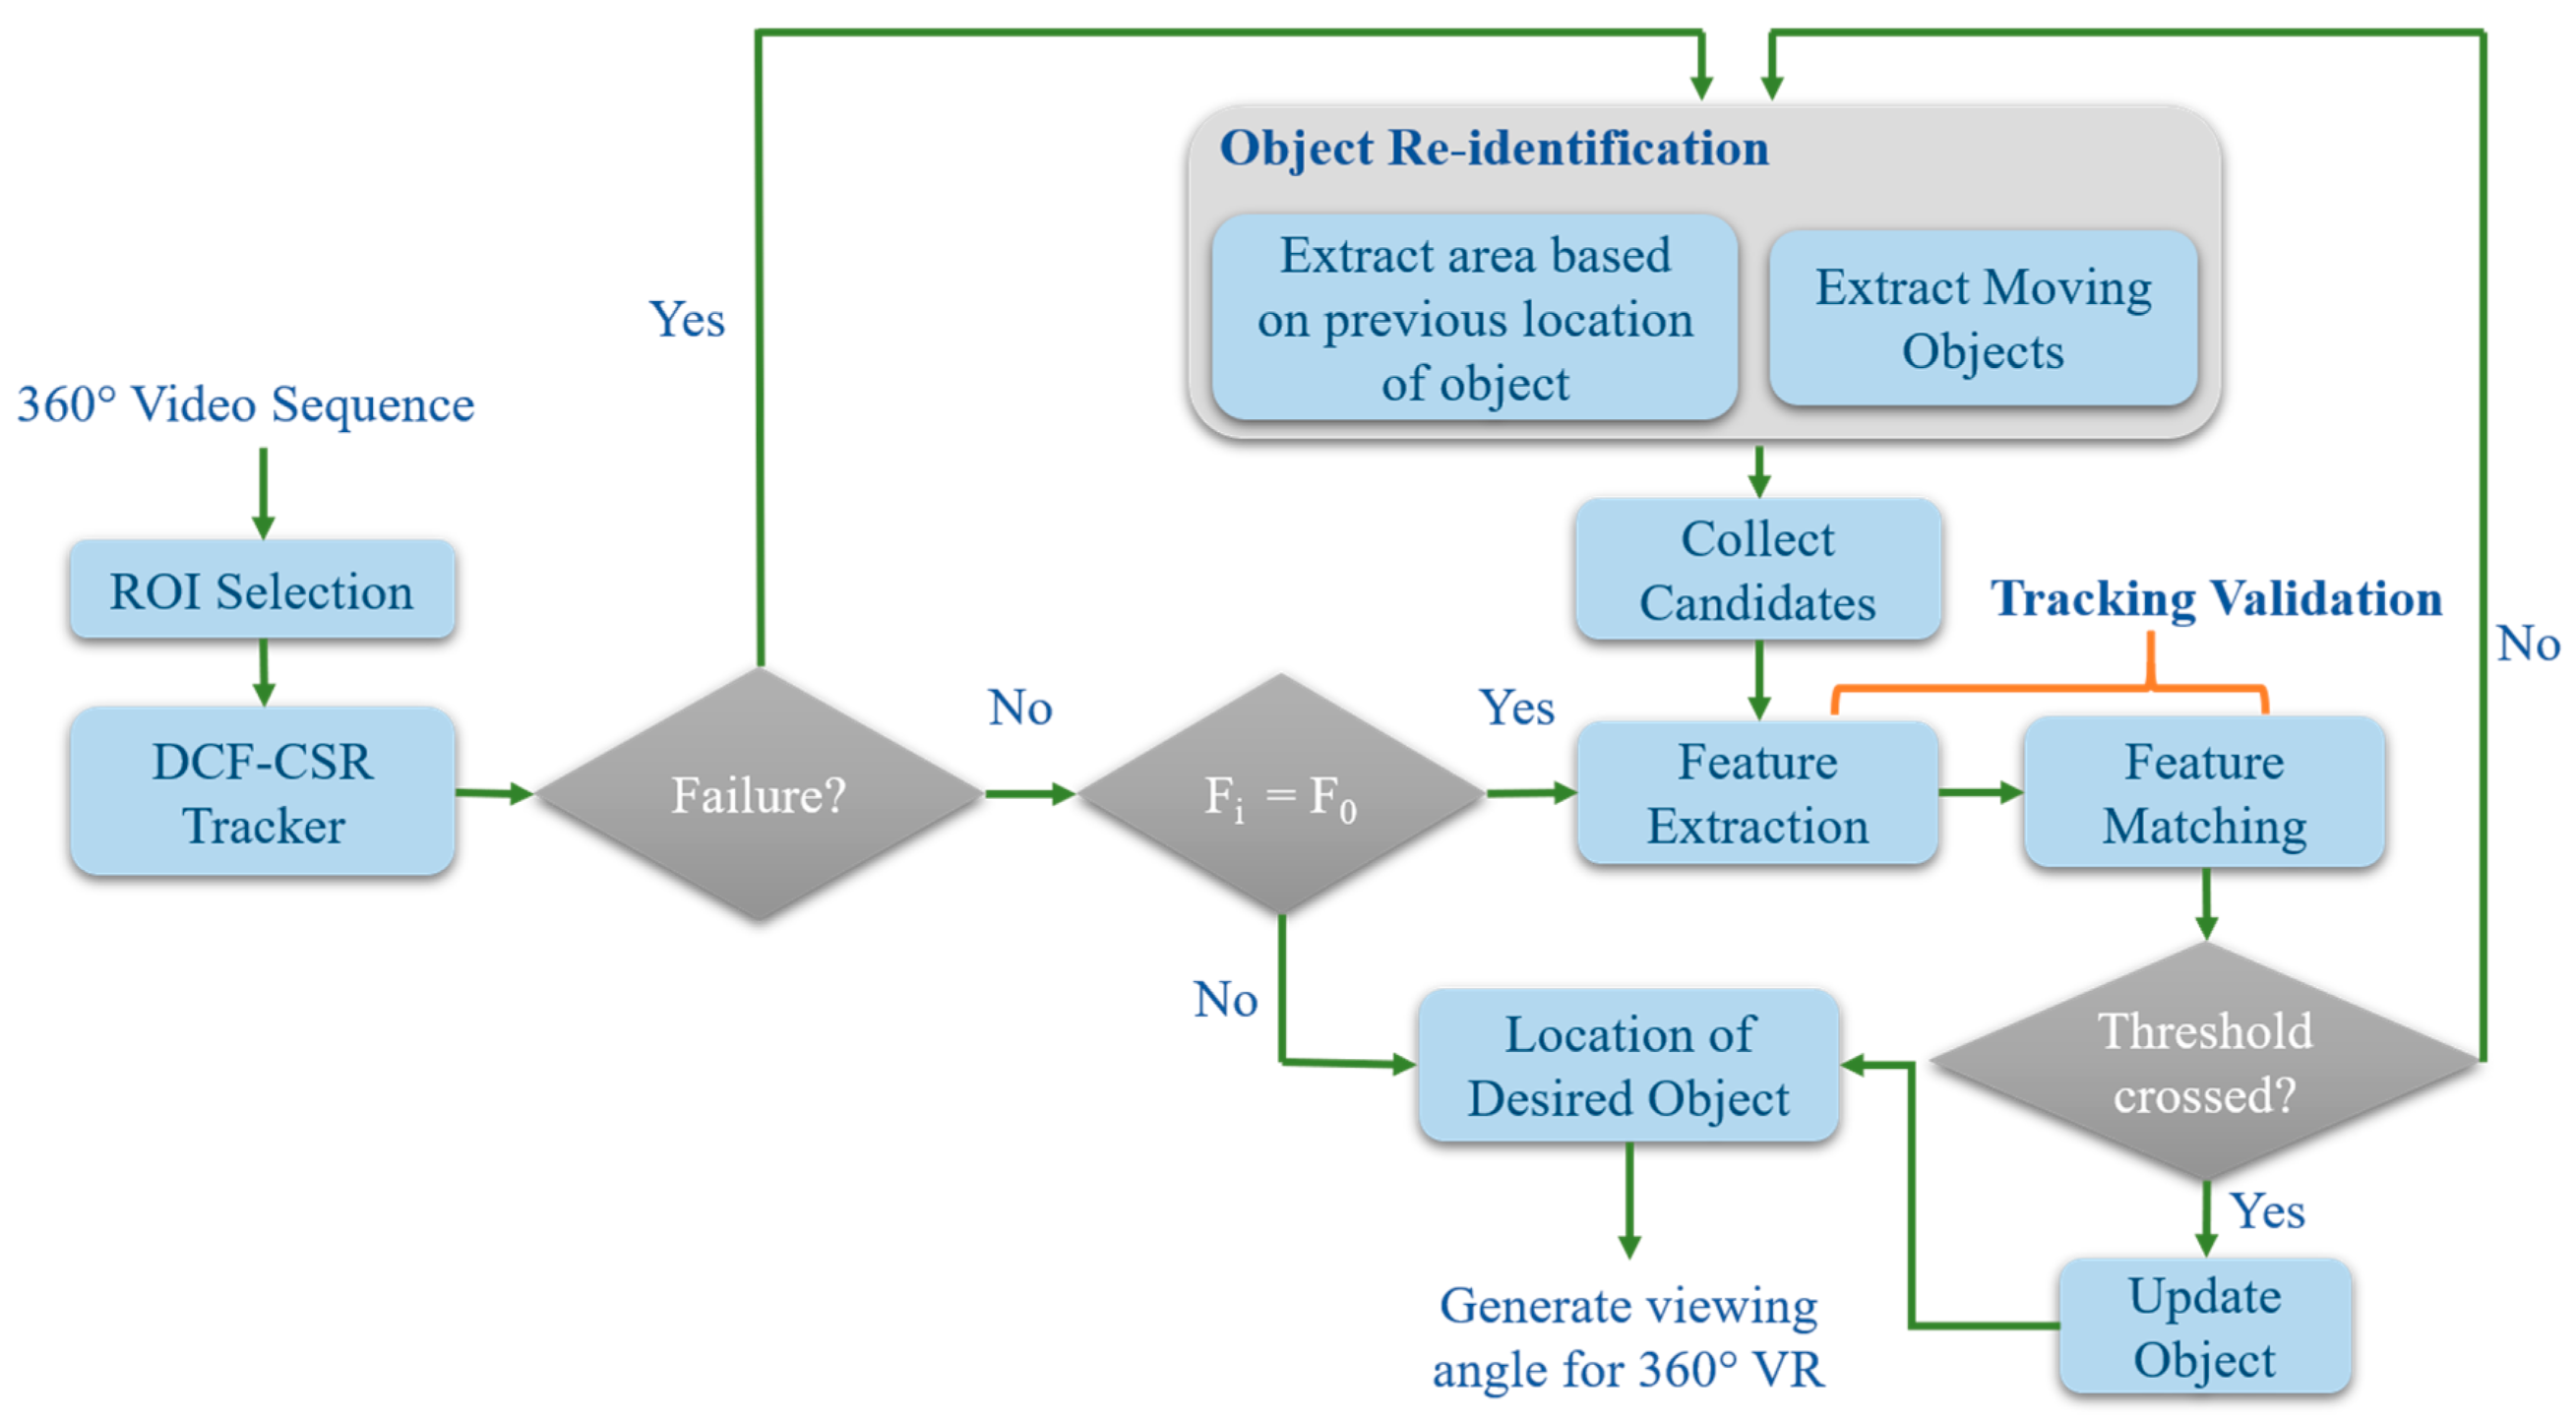 Object Re-identification
Extract area based
on previous location
of object
Extract Moving
Objects
Yes
360° Video Sequence
ROI Selection
DCF-CSR
Tracker
Failure?
No
Fi = F0
Yes
Collect
Candidates
Tracking Validation
No
Feature
Extraction
Feature
Matching
No
Location of
Desired Object
Threshold
crossed?
Yes
Update
Object
Generate viewing
angle for 360° VR